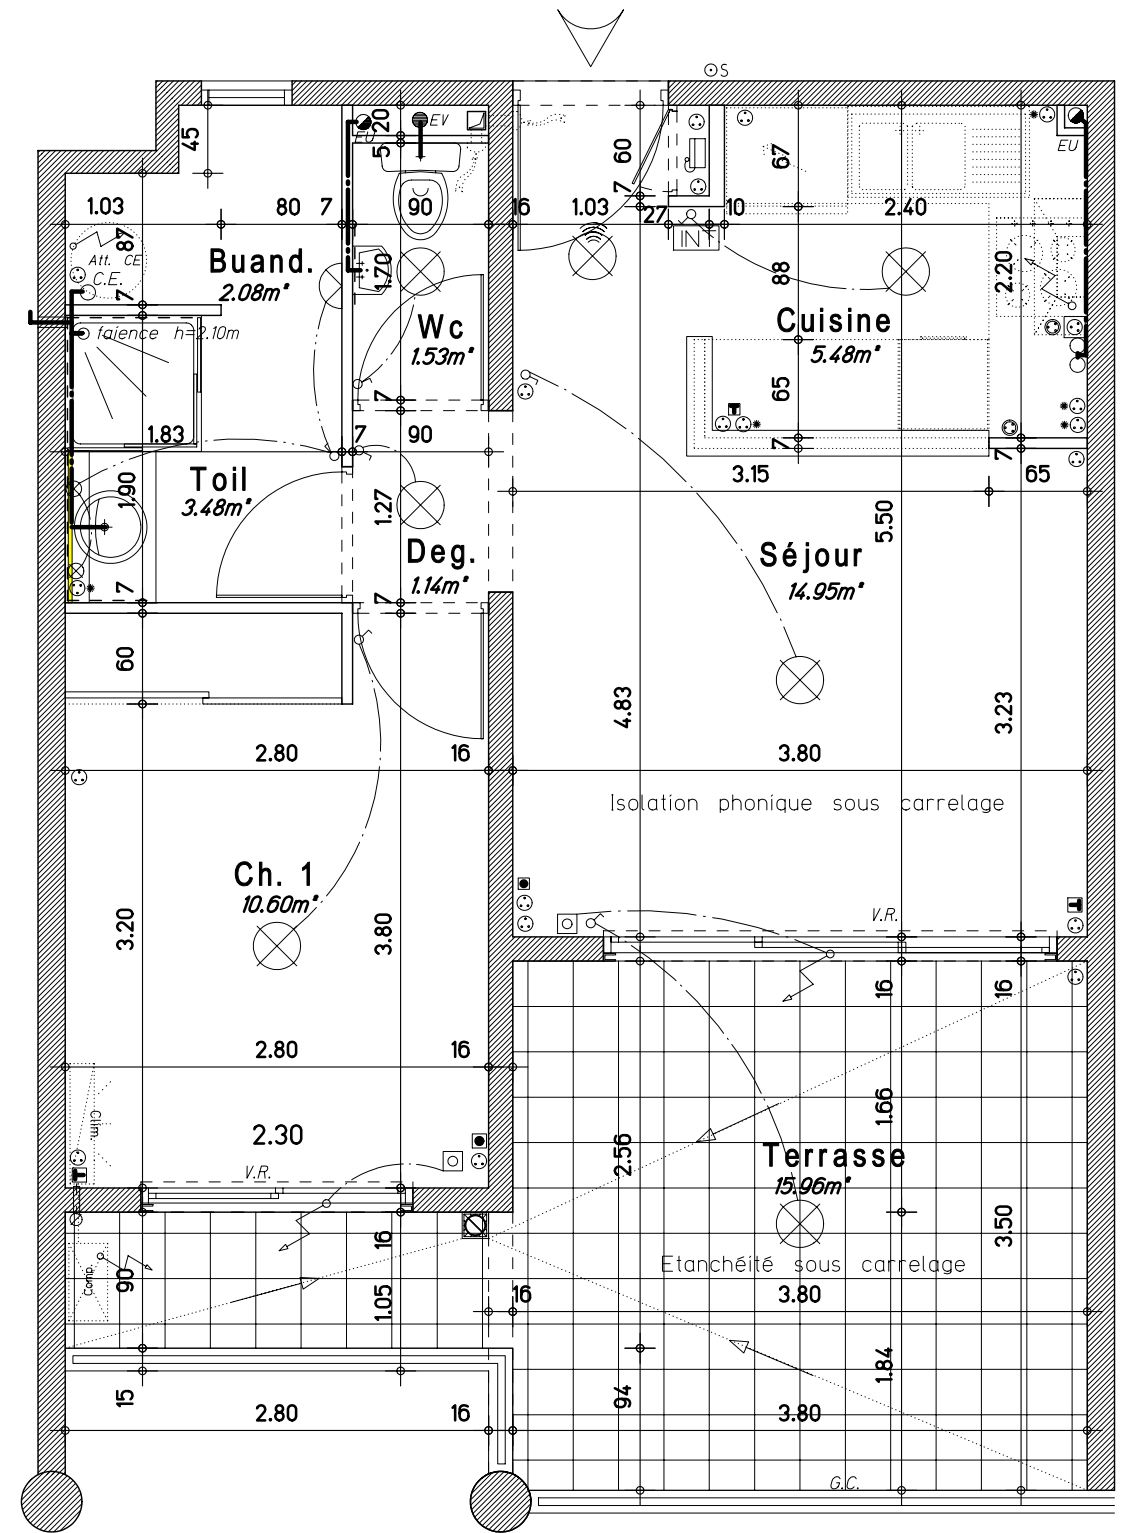 S
45
EU
20
EV
5
60
67
EU
1.03
80
7
90
16
1.03
7
27
10
2.40
87
Att. CE
C.E.
Buand.
2.08m²
1.70
INT
88
2.20
7
faïence h=2.10m
Wc
1.53m²
Cuisine
5.48m²
7
65
1.83
7
90
7
7
3.15
65
Toil
3.48m²
1.90
1.27
5.50
Deg.
1.14m²
Séjour
14.95m²
7
7
60
4.83
3.23
2.80
16
3.80
Isolation phonique sous carrelage
Ch. 1
10.60m²
3.20
3.80
V.R.
16
16
2.80
16
Clim.
2.30
1.66
2.56
V.R.
Terrasse
15.96m²
16
3.50
Comp.
90
1.05
Etanchéité sous carrelage
16
3.80
1.84
15
94
2.80
16
3.80
G.C.